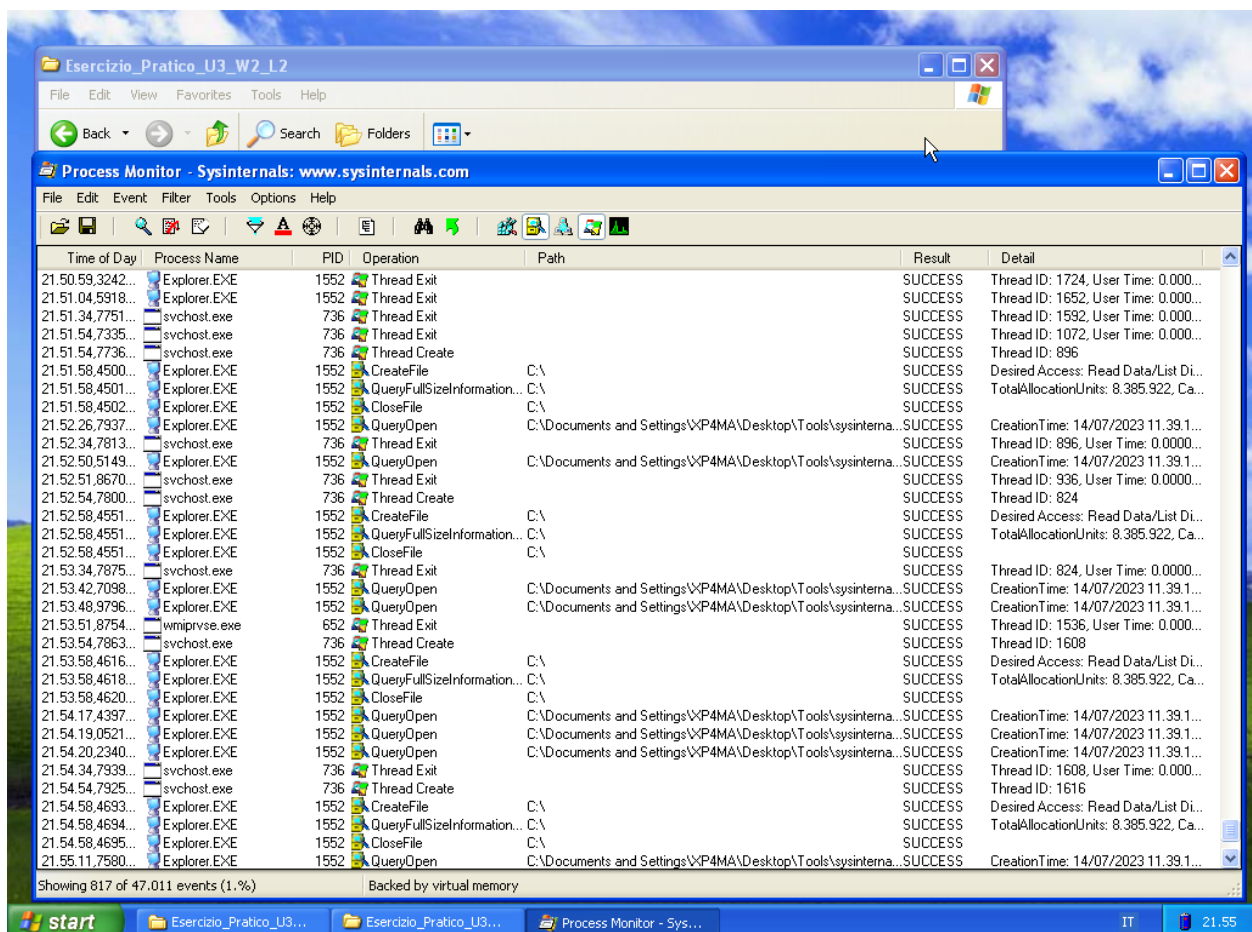 Esercizio_Pratico_U3_W2_L2
File Edit View Favorites Tools Help
Back Search Folders
Process Monitor - Sysinternals: www.sysinternals.com
File Edit Event Filter Tools Options Help
Time of Day Process Name PID Operation Path Result Detail
21.50.59,3242... Explorer.EXE 1552 Thread Exit SUCCESS Thread ID: 1724, User Time: 0.000...
21.51.04,5918... Explorer.EXE 1552 Thread Exit SUCCESS Thread ID: 1652, User Time: 0.000...
21.51.34,7751... svchost.exe 736 Thread Exit SUCCESS Thread ID: 1592, User Time: 0.000...
21.51.54,7335... svchost.exe 736 Thread Exit SUCCESS Thread ID: 1072, User Time: 0.000...
21.51.54,7736... svchost.exe 736 Thread Create SUCCESS Thread ID: 896
21.51.58,4500... Explorer.EXE 1552 CreateFile C:\ SUCCESS Desired Access: Read Data/List Di...
21.51.58,4501... Explorer.EXE 1552 QueryFullSizeInformation... C:\ SUCCESS TotalAllocationUnits: 8.385.922, Ca...
21.51.58,4502... Explorer.EXE 1552 CloseFile C:\ SUCCESS
21.52.26,7937... Explorer.EXE 1552 QueryOpen C:\Documents and Settings\XP4MA\Desktop\Tools\sysinterna...SUCCESS CreationTime: 14/07/2023 11.39.1...
21.52.34,7813... svchost.exe 736 Thread Exit SUCCESS Thread ID: 896, User Time: 0.0000...
21.52.50,5149... Explorer.EXE 1552 QueryOpen C:\Documents and Settings\XP4MA\Desktop\Tools\sysinterna...SUCCESS CreationTime: 14/07/2023 11.39.1...
21.52.51,8670... svchost.exe 736 Thread Exit SUCCESS Thread ID: 936, User Time: 0.0000...
21.52.54,7800... svchost.exe 736 Thread Create SUCCESS Thread ID: 824
21.52.58,4551... Explorer.EXE 1552 CreateFile C:\ SUCCESS Desired Access: Read Data/List Di...
21.52.58,4551... Explorer.EXE 1552 QueryFullSizeInformation... C:\ SUCCESS TotalAllocationUnits: 8.385.922, Ca...
21.52.58,4551... Explorer.EXE 1552 CloseFile C:\ SUCCESS
21.53.34,7875... svchost.exe 736 Thread Exit SUCCESS Thread ID: 824, User Time: 0.0000...
21.53.42,7098... Explorer.EXE 1552 QueryOpen C:\Documents and Settings\XP4MA\Desktop\Tools\sysinterna...SUCCESS CreationTime: 14/07/2023 11.39.1...
21.53.48,9796... Explorer.EXE 1552 QueryOpen C:\Documents and Settings\XP4MA\Desktop\Tools\sysinterna...SUCCESS CreationTime: 14/07/2023 11.39.1...
21.53.51,8754... wmiprvse.exe 652 Thread Exit SUCCESS Thread ID: 1536, User Time: 0.000...
21.53.54,7863... svchost.exe 736 Thread Create SUCCESS Thread ID: 1608
21.53.58,4616... Explorer.EXE 1552 CreateFile C:\ SUCCESS Desired Access: Read Data/List Di...
21.53.58,4618... Explorer.EXE 1552 QueryFullSizeInformation... C:\ SUCCESS TotalAllocationUnits: 8.385.922, Ca...
21.53.58,4620... Explorer.EXE 1552 CloseFile C:\ SUCCESS
21.54.17,4397... Explorer.EXE 1552 QueryOpen C:\Documents and Settings\XP4MA\Desktop\Tools\sysinterna...SUCCESS CreationTime: 14/07/2023 11.39.1...
21.54.19,0521... Explorer.EXE 1552 QueryOpen C:\Documents and Settings\XP4MA\Desktop\Tools\sysinterna...SUCCESS CreationTime: 14/07/2023 11.39.1...
21.54.20,2340... Explorer.EXE 1552 QueryOpen C:\Documents and Settings\XP4MA\Desktop\Tools\sysinterna...SUCCESS CreationTime: 14/07/2023 11.39.1...
21.54.34,7939... svchost.exe 736 Thread Exit SUCCESS Thread ID: 1608, User Time: 0.000...
21.54.54,7925... svchost.exe 736 Thread Create SUCCESS Thread ID: 1616
21.54.58,4693... Explorer.EXE 1552 CreateFile C:\ SUCCESS Desired Access: Read Data/List Di...
21.54.58,4694... Explorer.EXE 1552 QueryFullSizeInformation... C:\ SUCCESS TotalAllocationUnits: 8.385.922, Ca...
21.54.58,4695... Explorer.EXE 1552 CloseFile C:\ SUCCESS
21.55.11,7580... Explorer.EXE 1552 QueryOpen C:\Documents and Settings\XP4MA\Desktop\Tools\sysinterna...SUCCESS CreationTime: 14/07/2023 11.39.1...
Showing 817 of 47.011 events (1.%) Backed by virtual memory
start Esercizio_Pratico_U3... Esercizio_Pratico_U3... Process Monitor - Sys... IT 21.55